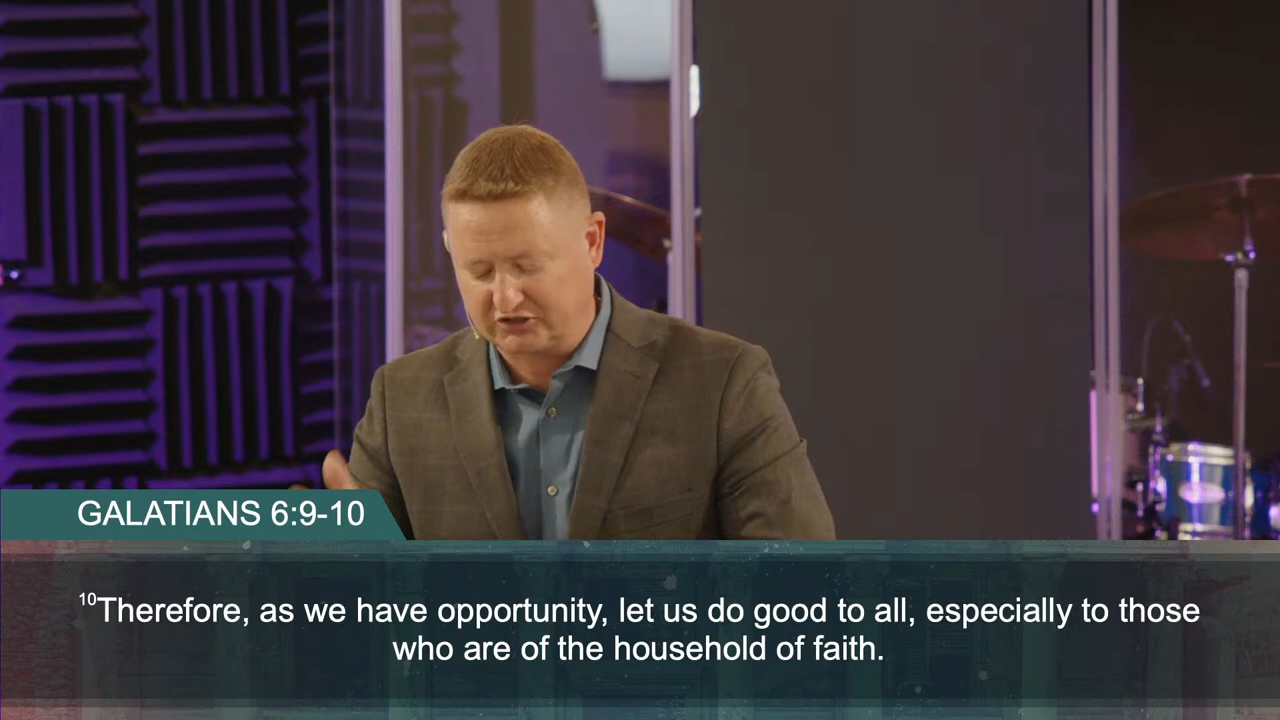 GALATIANS 6:9-10
¹⁰Therefore, as we have opportunity, let us do good to all, especially to those
who are of the household of faith.